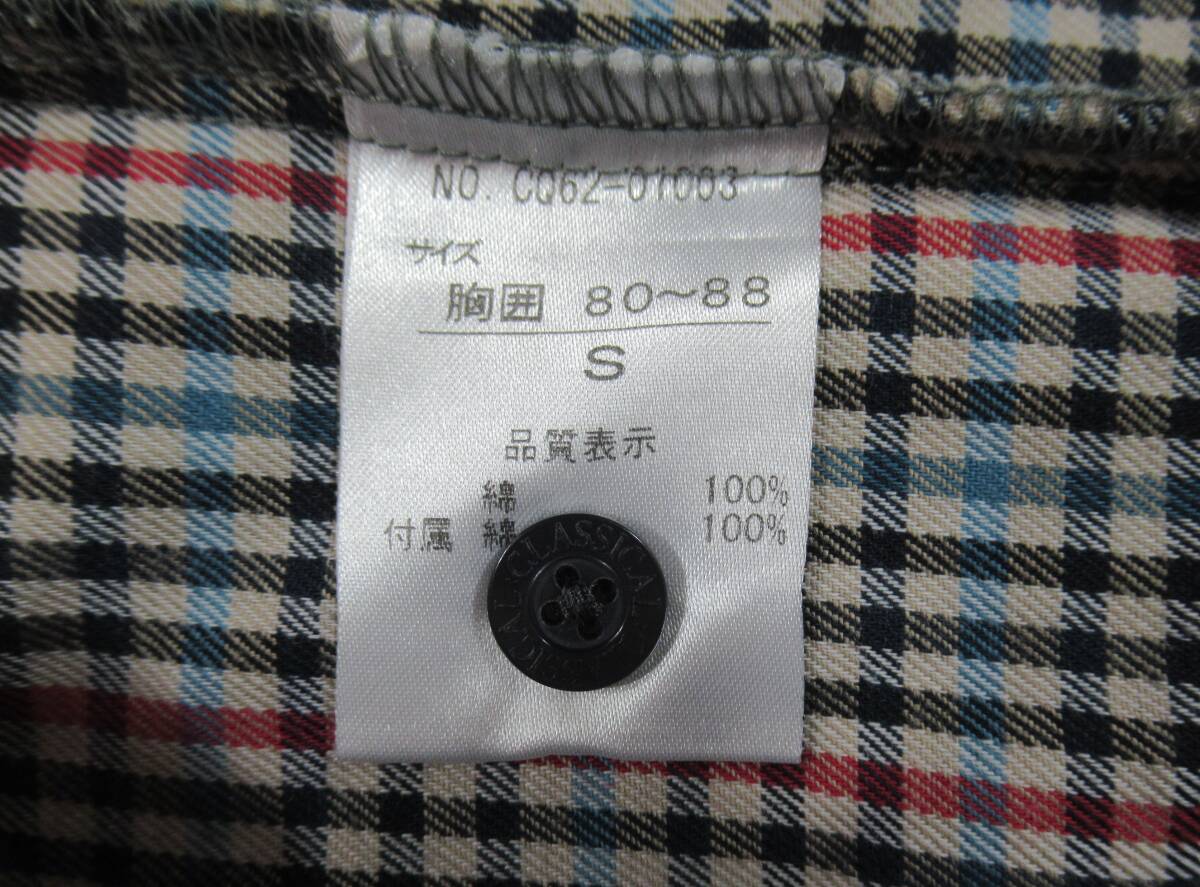 NO. CQ62-01003
サイズ
胸囲 80～88
S
品質表示
綿 100%
付属 綿 100%
CLASSICAL